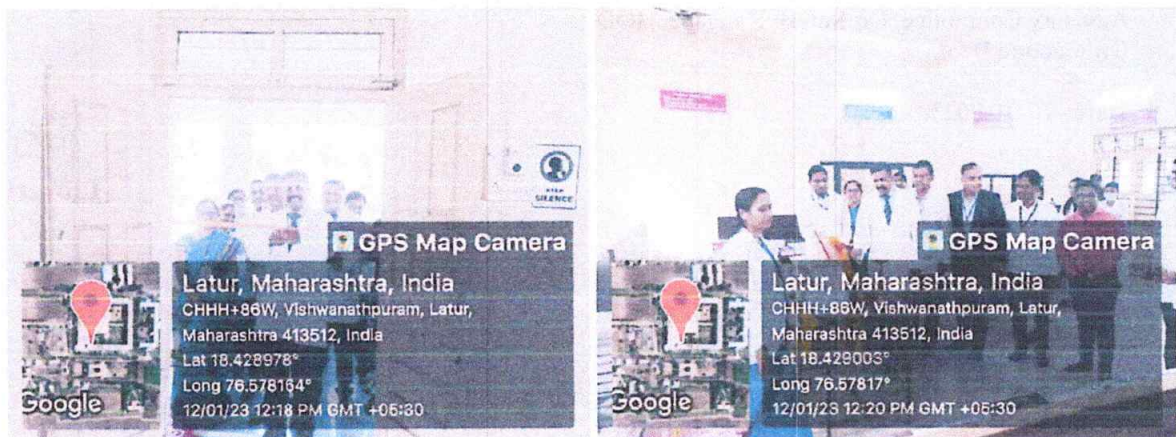 KEEP
SILENCE
GPS Map Camera
Latur, Maharashtra, India
CHHH+86W, Vishwanathpuram, Latur,
Maharashtra 413512, India
Lat 18.428978°
Long 76.578164°
12/01/23 12:18 PM GMT +05:30
Google
GPS Map Camera
Latur, Maharashtra, India
CHHH+86W, Vishwanathpuram, Latur,
Maharashtra 413512, India
Lat 18.429003°
Long 76.57817°
12/01/23 12:20 PM GMT +05:30
Google